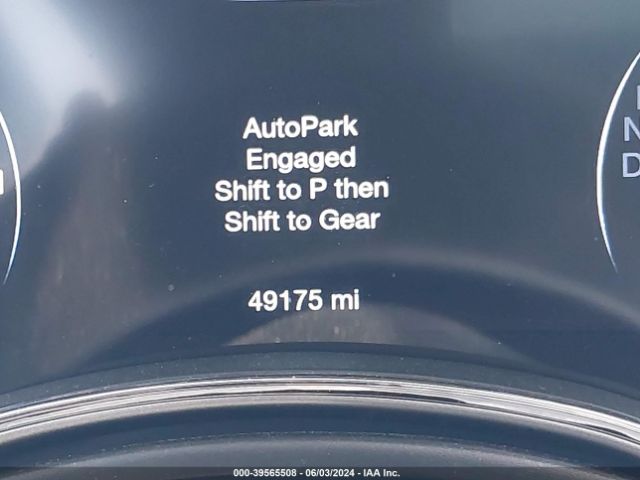 AutoPark
Engaged
Shift to P then
Shift to Gear
49175 mi
N
D
000-39565508 - 06/03/2024 - IAA Inc.